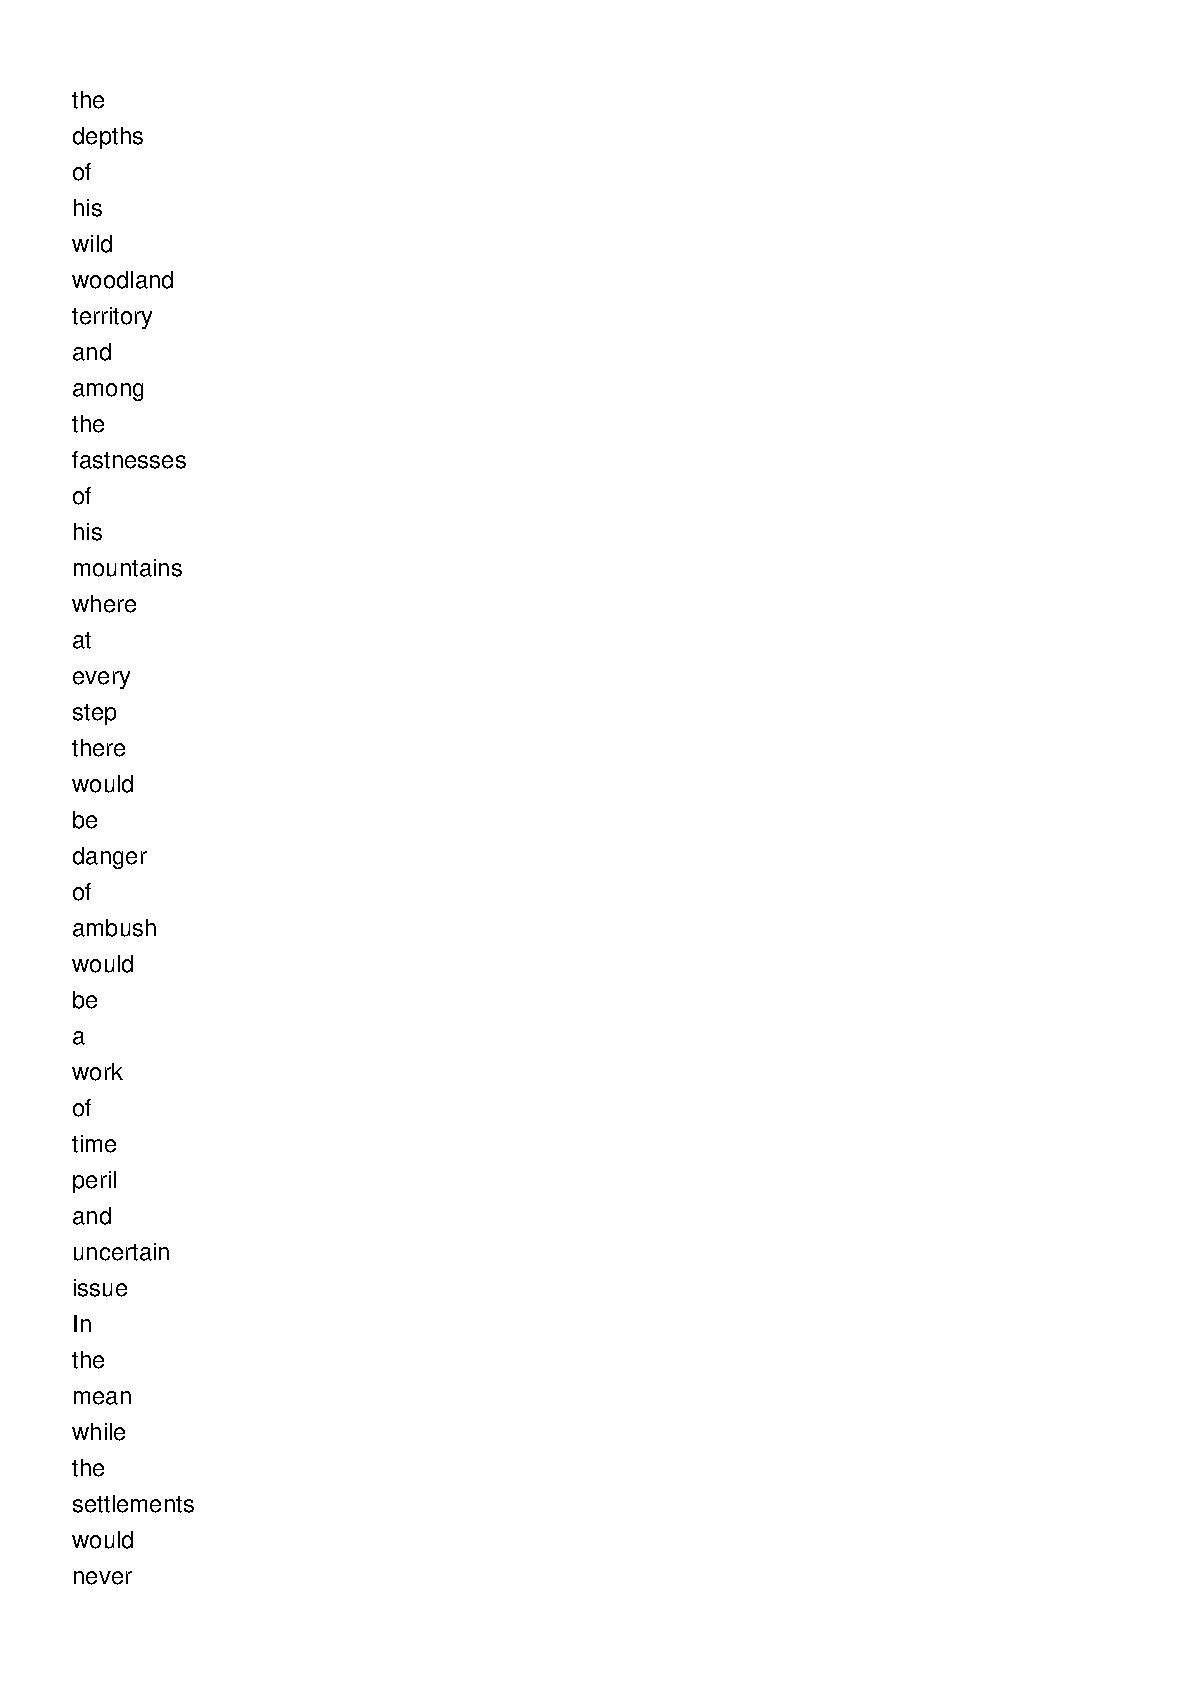 the
depths
of
his
wild
woodland
territory
and
among
the
fastnesses
of
his
mountains
where
at
every
step
there
would
be
danger
of
ambush
would
be
a
work
of
time
peril
and
uncertain
issue
In
the
mean
while
the
settlements
would
never